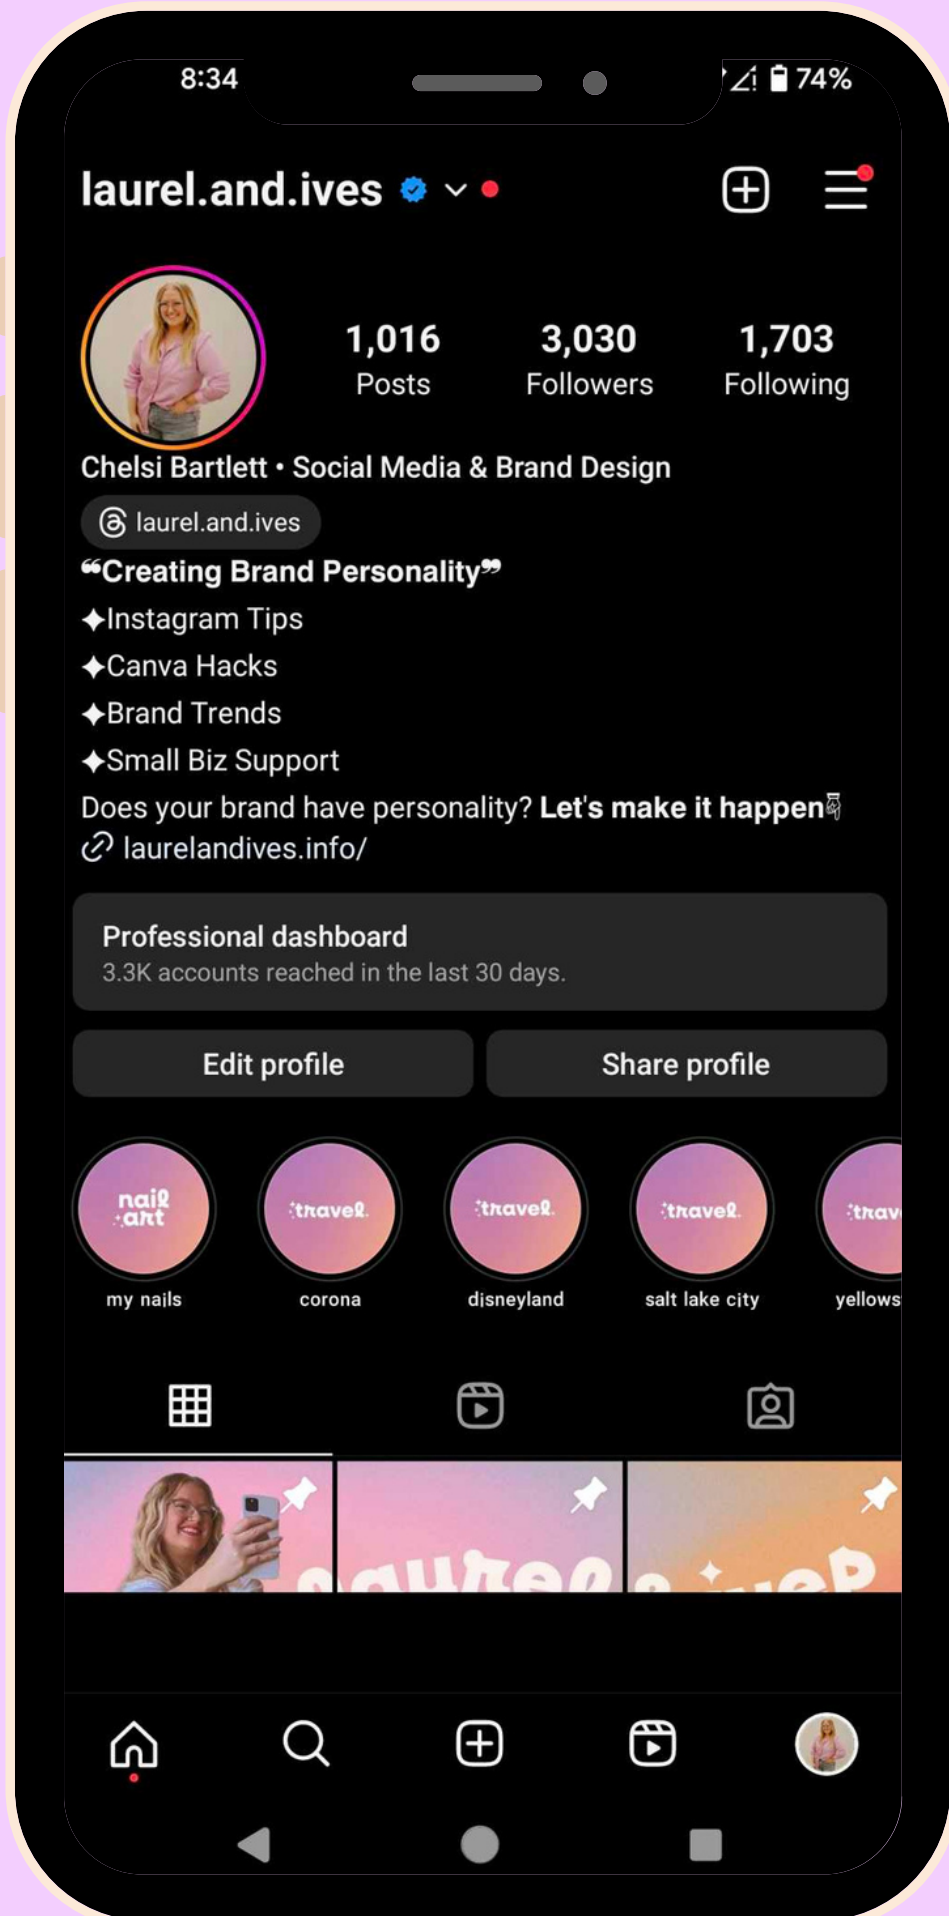 8:34
74%
laurel.and.ives
1,016
3,030
1,703
Posts
Followers
Following
Chelsi Bartlett • Social Media & Brand Design
laurel.and.ives
❝Creating Brand Personality❞
✦Instagram Tips
✦Canva Hacks
✦Brand Trends
✦Small Biz Support
Does your brand have personality? Let's make it happen
laurelandives.info/
Professional dashboard
3.3K accounts reached in the last 30 days.
Edit profile
Share profile
nail
art
travel.
travel.
travel.
trav
my nails
corona
disneyland
salt lake city
yellows
laurel